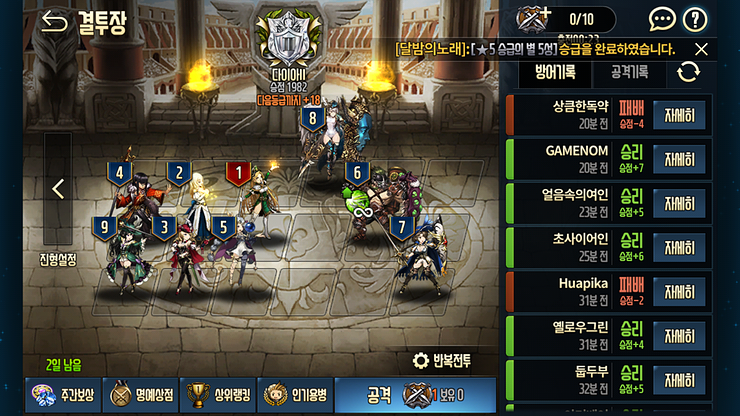 결투장
0/10
[달밤의노래]:[★5 승급의 별 5성]승급을 완료하였습니다.
다이아I
승점 1982
다음등급까지 +18
방어기록
공격기록
8
4
2
1
6
9
3
5
7
진형설정
상큼한독약
20분 전
패배
승점-4
자세히
GAMENOM
20분 전
승리
승점+7
자세히
얼음속의여인
23분 전
승리
승점+5
자세히
초사이어인
25분 전
승리
승점+6
자세히
Huapika
31분 전
패배
승점-2
자세히
옐로우그린
31분 전
승리
승점+4
자세히
둡두부
32분 전
승리
승점+5
자세히
2일 남음
반복전투
주간보상
명예상점
상위랭킹
인기용병
공격
1 보유 0